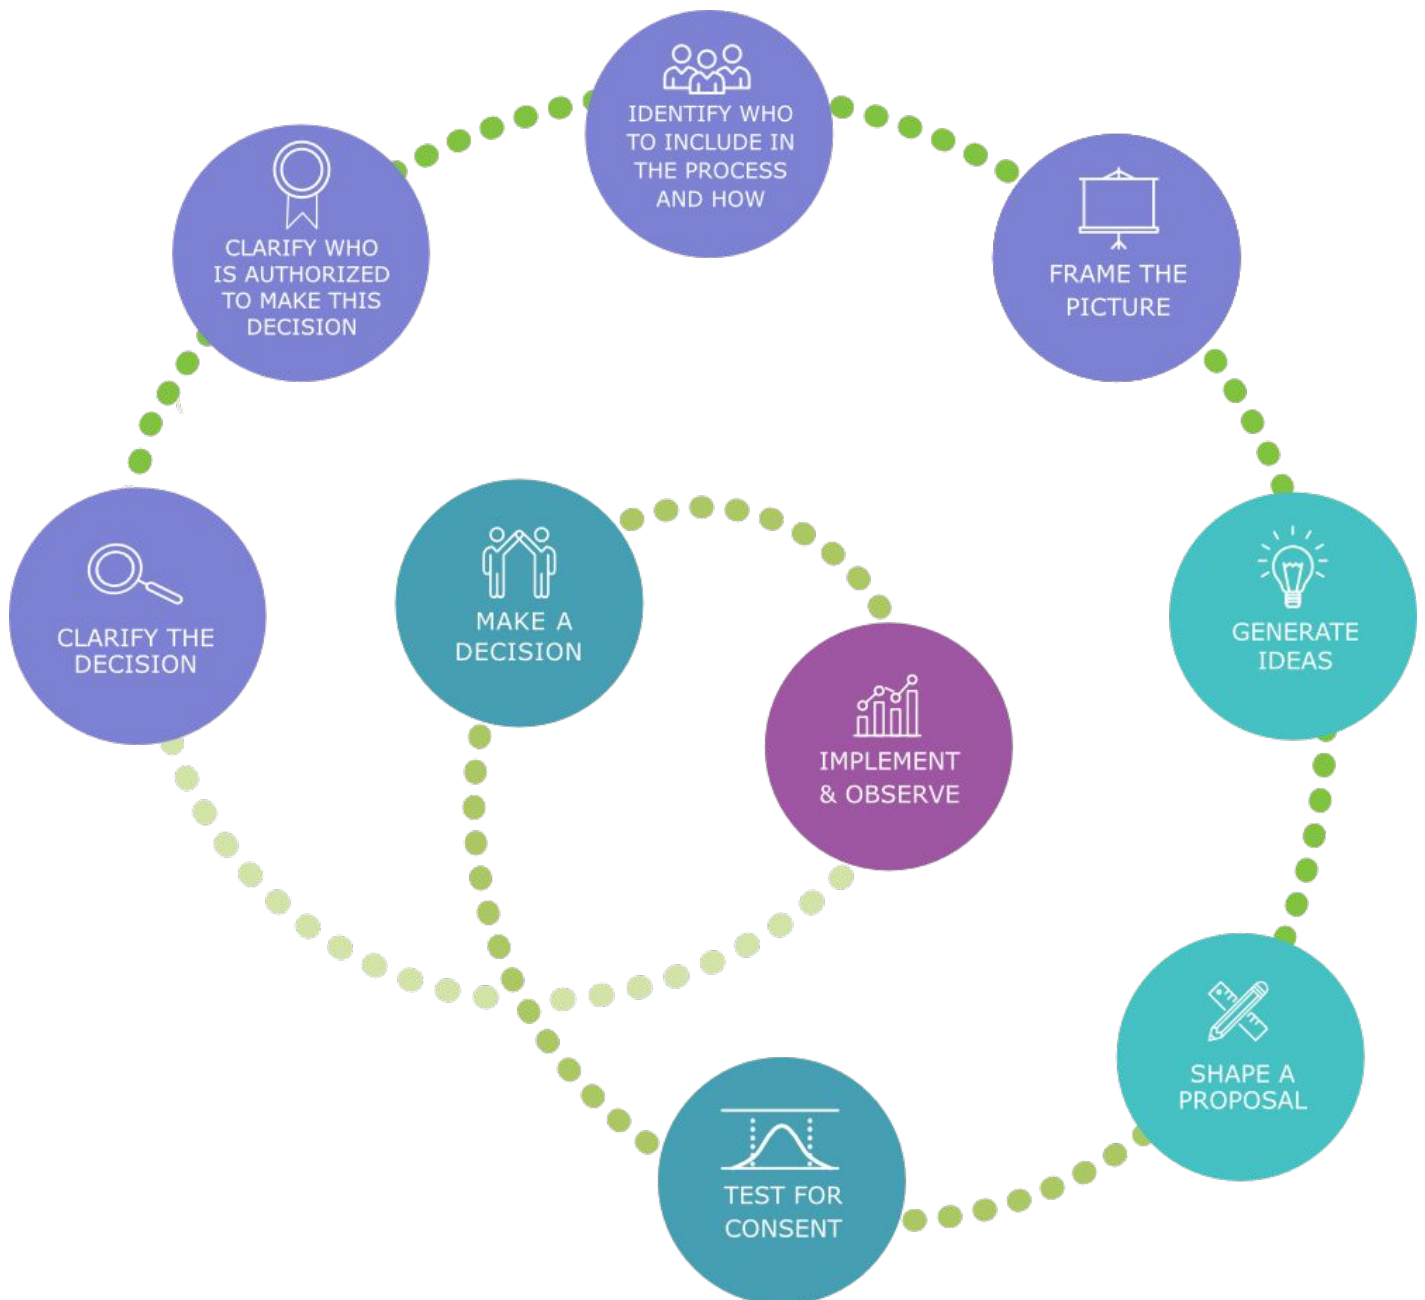 IDENTIFY WHO
TO INCLUDE IN
THE PROCESS
AND HOW
CLARIFY WHO
IS AUTHORIZED
TO MAKE THIS
DECISION
FRAME THE
PICTURE
CLARIFY THE
DECISION
MAKE A
DECISION
GENERATE
IDEAS
IMPLEMENT
& OBSERVE
SHAPE A
PROPOSAL
TEST FOR
CONSENT